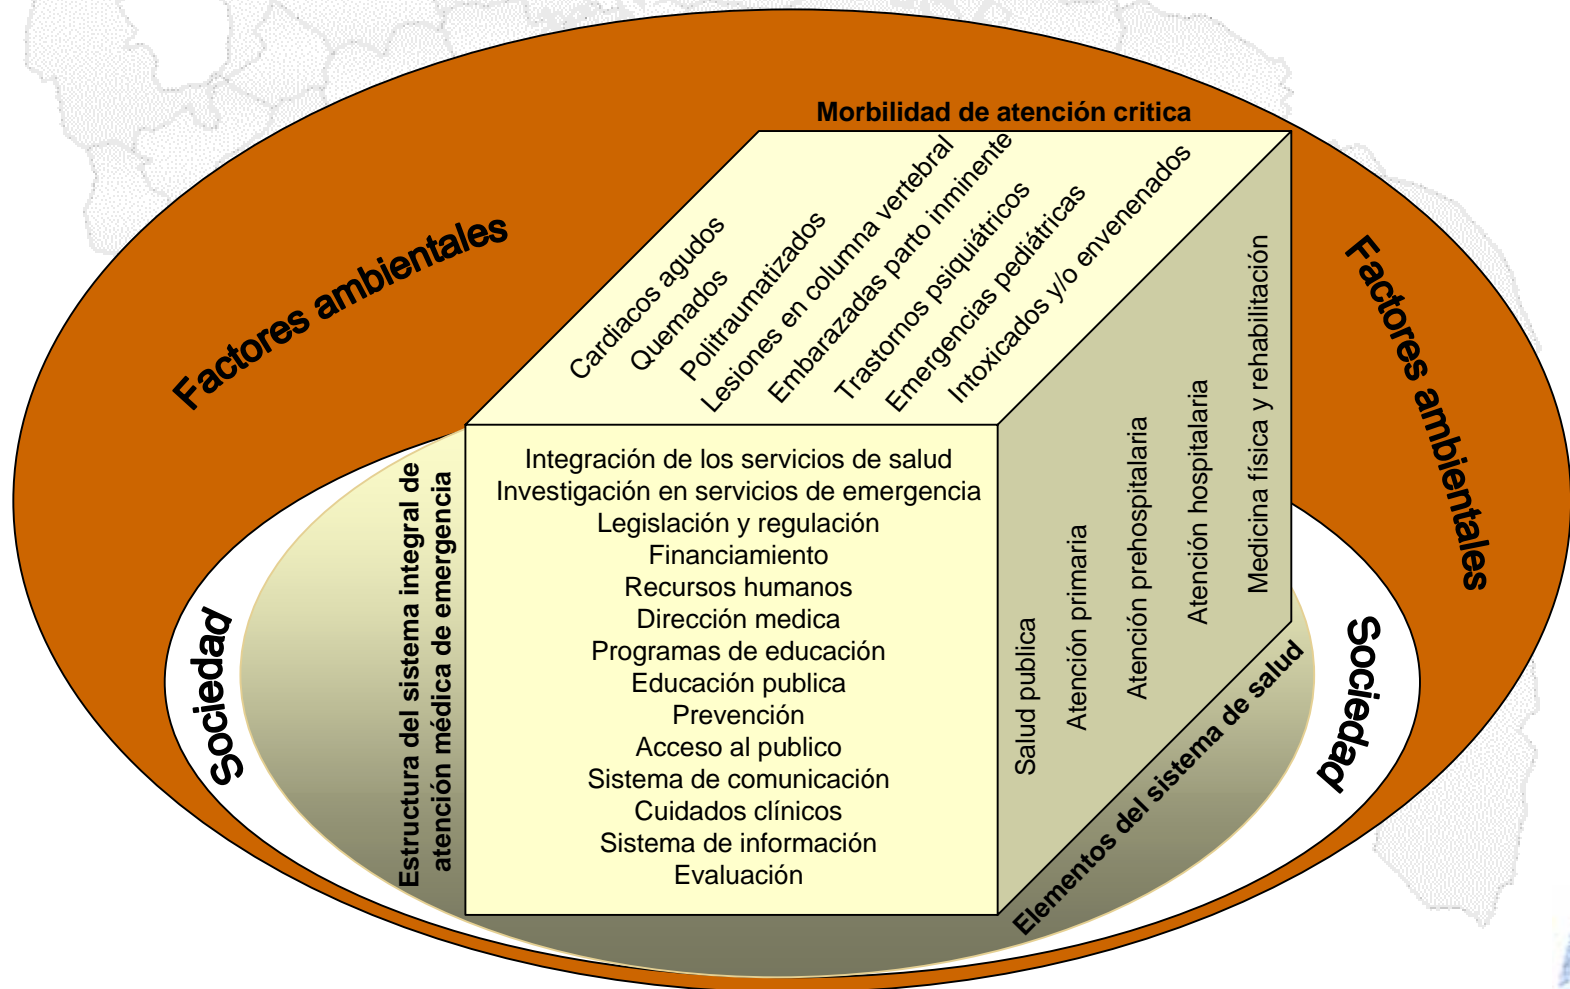 Morbilidad de atención critica
Factores ambientales
Factores ambientales
Cardiacos agudos
Quemados
Politraumatizados
Lesiones en columna vertebral
Embarazadas parto inminente
Trastornos psiquiátricos
Emergencias pediátricas
Intoxicados y/o envenenados
Estructura del sistema integral de
atención médica de emergencia
Integración de los servicios de salud
Investigación en servicios de emergencia
Legislación y regulación
Financiamiento
Recursos humanos
Dirección medica
Programas de educación
Educación publica
Prevención
Acceso al publico
Sistema de comunicación
Cuidados clínicos
Sistema de información
Evaluación
Salud publica
Atención primaria
Atención prehospitalaria
Atención hospitalaria
Medicina física y rehabilitación
Elementos del sistema de salud
Sociedad
Sociedad